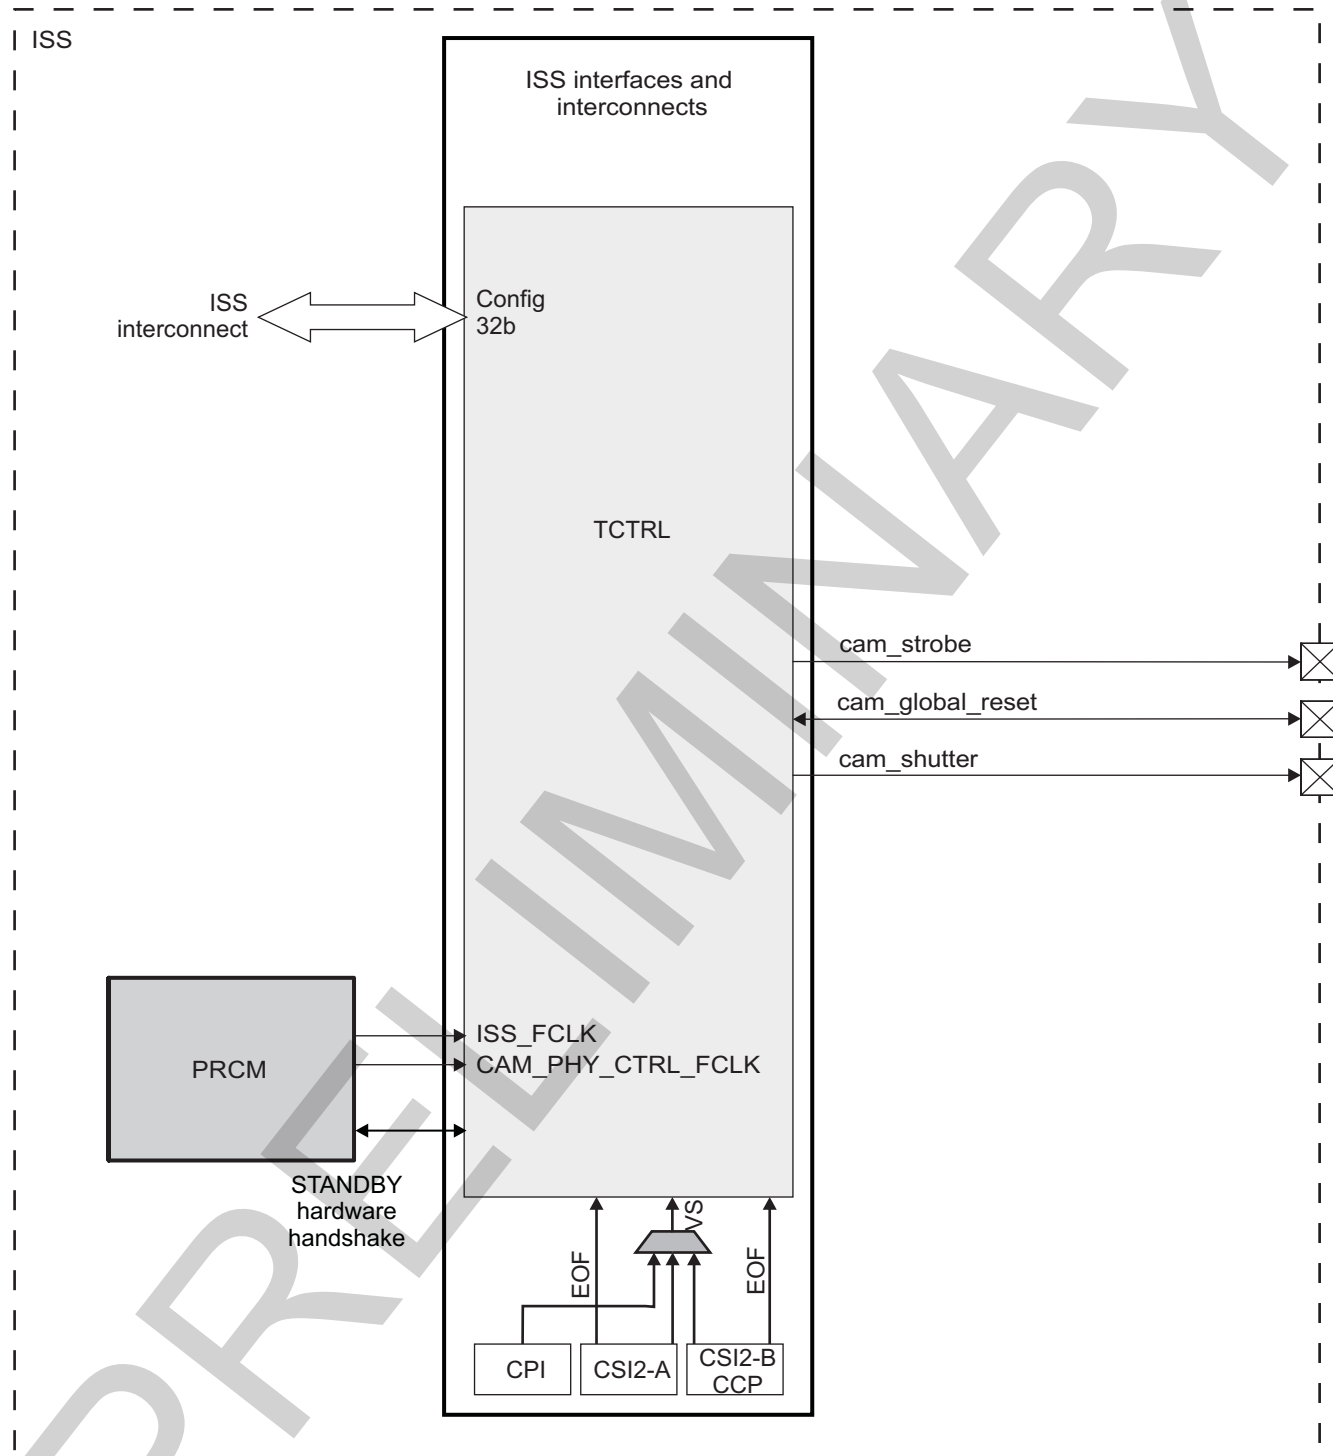 ISS
ISS interfaces and
interconnects
ISS
interconnect
Config
32b
TCTRL
cam_strobe
cam_global_reset
cam_shutter
ISS_FCLK
CAM_PHY_CTRL_FCLK
PRCM
STANDBY
hardware
handshake
VS
EOF
EOF
CPI
CSI2-A
CSI2-B
CCP
PRELIMINARY